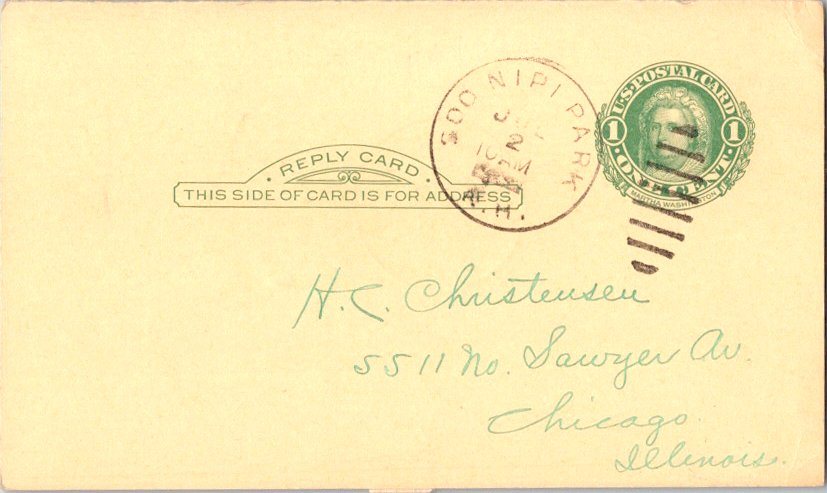 SOO NIPI PARK
2
10 AM
N.H.
U.S. POSTAL CARD
1 1
ONE CENT.
MARTHA WASHINGTON
REPLY CARD.
THIS SIDE OF CARD IS FOR ADDRESS
H. C. Christensen
5511 No. Sawyer Av.
Chicago
Illinois.